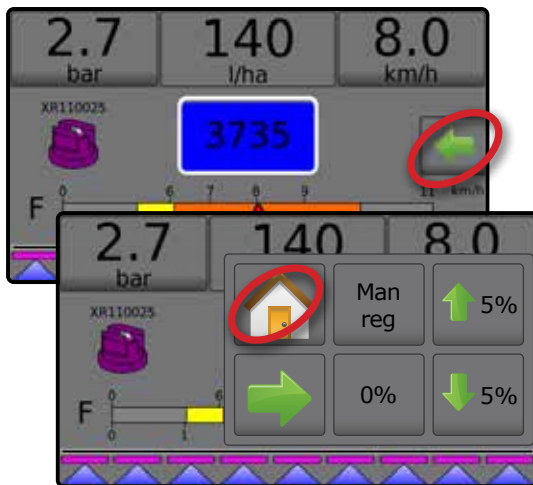 2.7 140 8.0
bar l/ha km/h
XR110025
3735
0 6 7 8 9 11 km/h
F
2.7 140 8.0
bar
XR110025
Man reg
5%
F 0 6
0 1
0%
5%